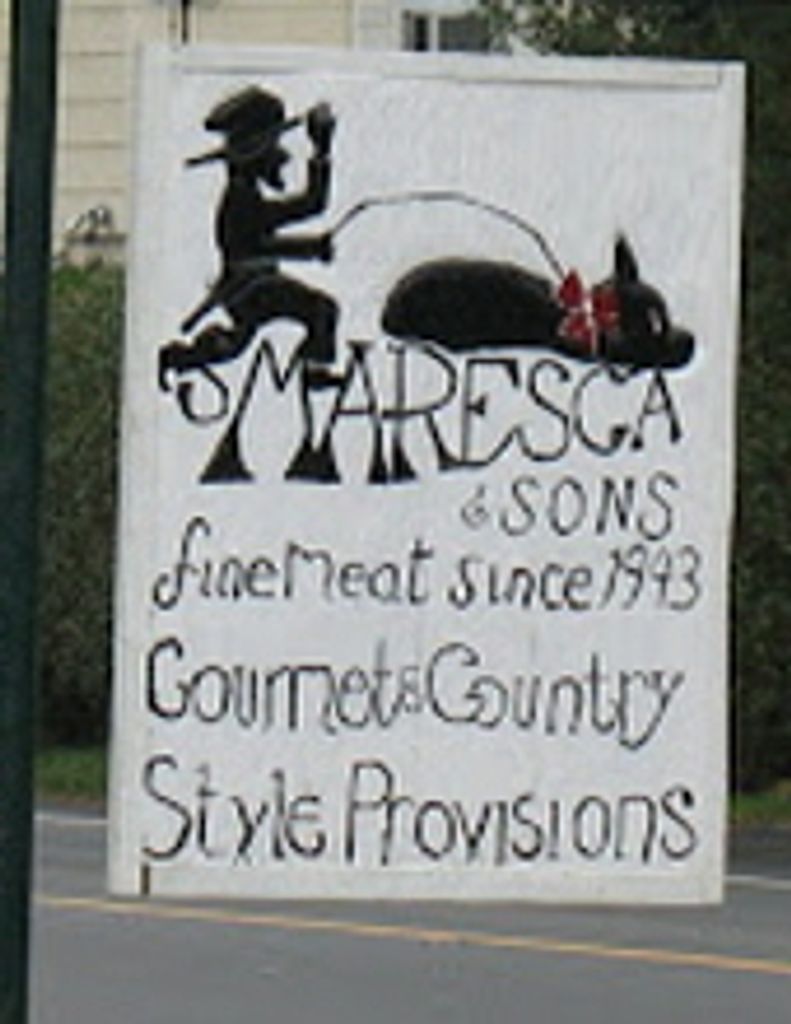 MARESCA
& SONS
fine Meat since 1943
Gourmet & Country
Style Provisions